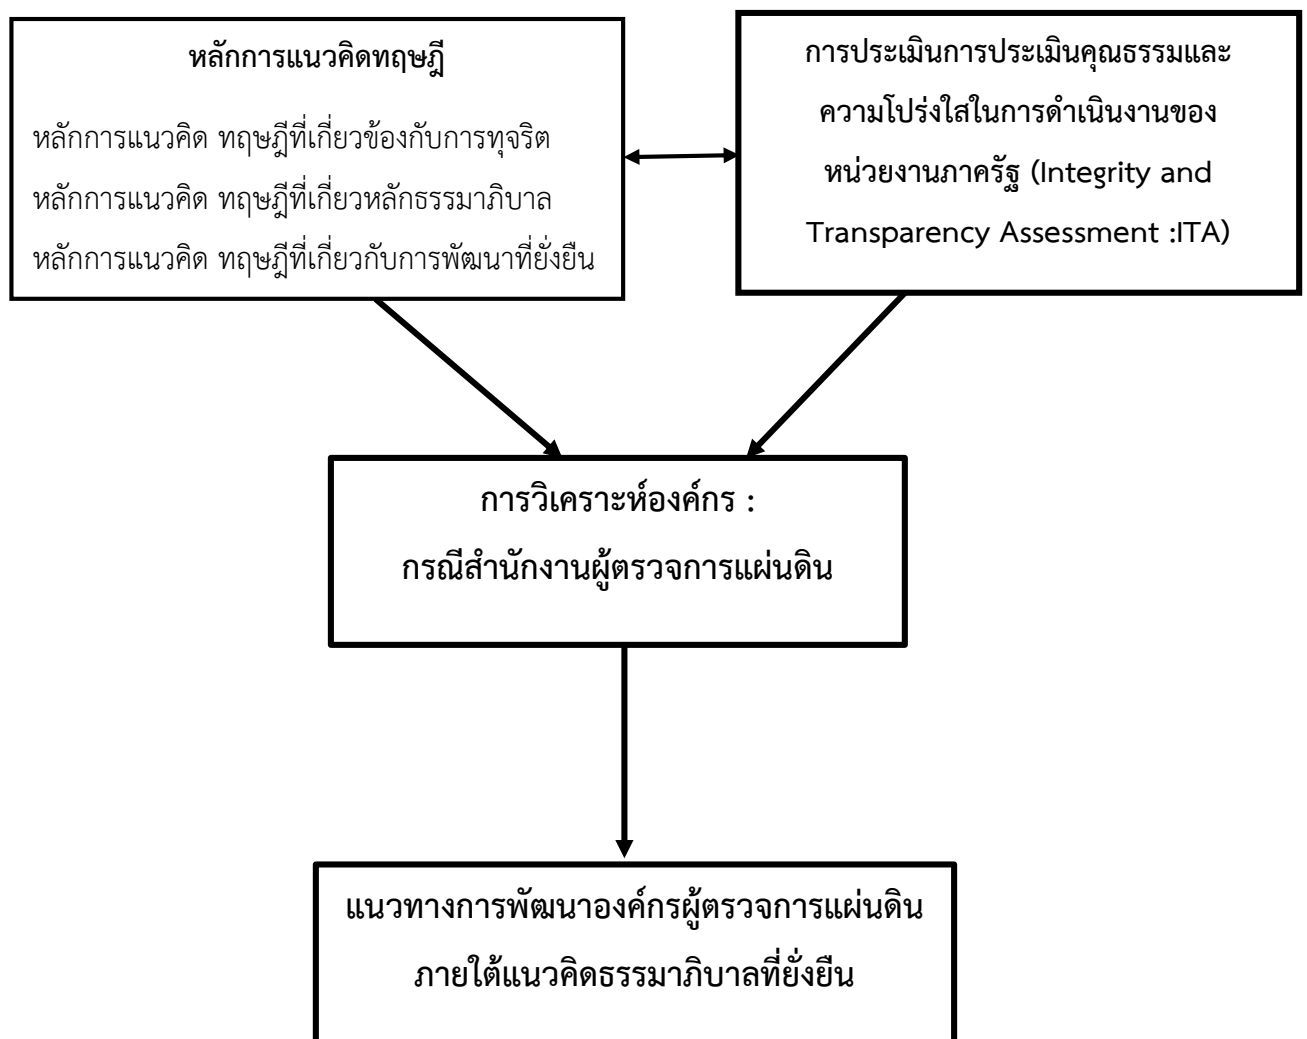 หลักการแนวคิดทฤษฎี
หลักการแนวคิด ทฤษฎีที่เกี่ยวข้องกับการทุจริต
หลักการแนวคิด ทฤษฎีที่เกี่ยวหลักธรรมาภิบาล
หลักการแนวคิด ทฤษฎีที่เกี่ยวกับการพัฒนาที่ยั่งยืน
การประเมินการประเมินคุณธรรมและ
ความโปร่งใสในการดำเนินงานของ
หน่วยงานภาครัฐ (Integrity and
Transparency Assessment :ITA)
การวิเคราะห์องค์กร :
กรณีสำนักงานผู้ตรวจการแผ่นดิน
แนวทางการพัฒนาองค์กรผู้ตรวจการแผ่นดิน
ภายใต้แนวคิดธรรมาภิบาลที่ยั่งยืน